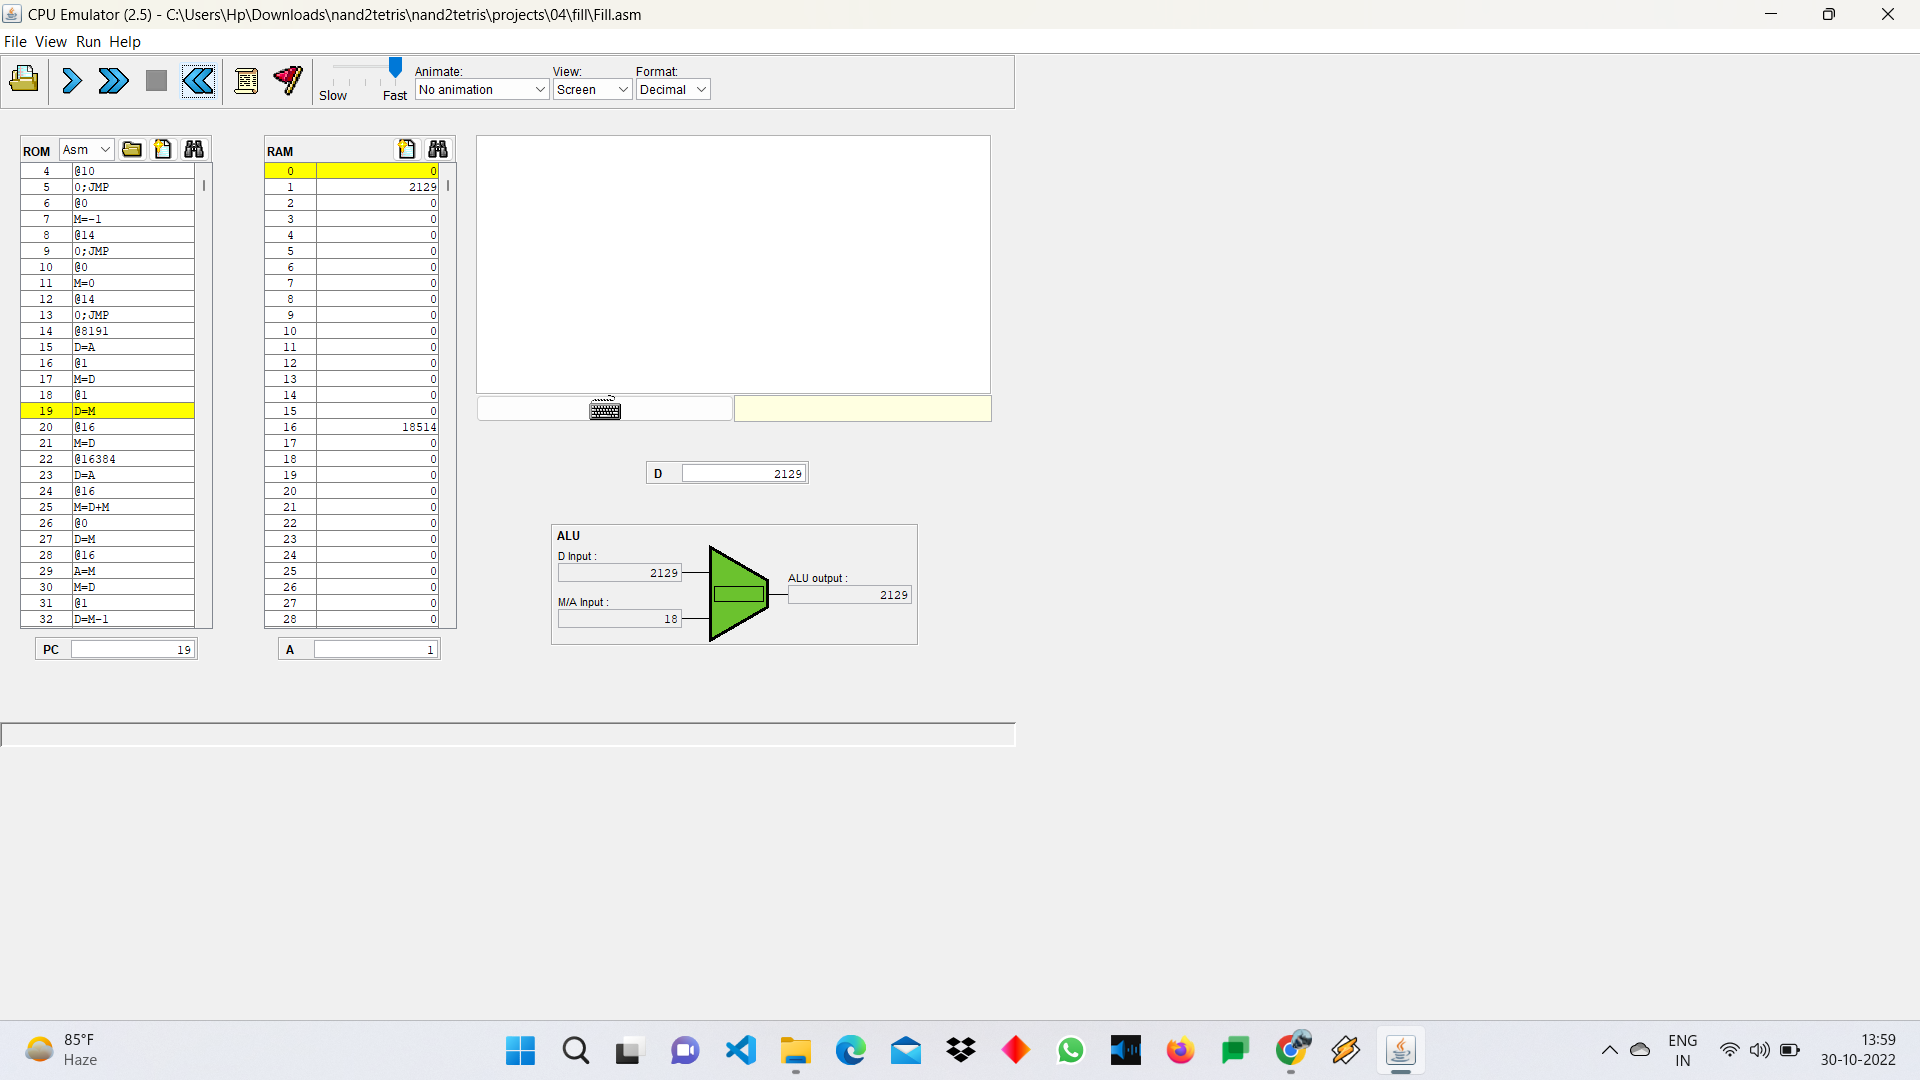 CPU Emulator (2.5) - C:\Users\Hp\Downloads\nand2tetris\nand2tetris\projects\04\fill\Fill.asm
File View Run Help
Slow Fast
Animate: View: Format:
No animation Screen Decimal
ROM Asm
4 @10
5 0;JMP
6 @0
7 M=-1
8 @14
9 0;JMP
10 @0
11 M=0
12 @14
13 0;JMP
14 @8191
15 D=A
16 @1
17 M=D
18 @1
19 D=M
20 @16
21 M=D
22 @16384
23 D=A
24 @16
25 M=D+M
26 @0
27 D=M
28 @16
29 A=M
30 M=D
31 @1
32 D=M-1
PC 19
RAM
0 0
1 2129
2 0
3 0
4 0
5 0
6 0
7 0
8 0
9 0
10 0
11 0
12 0
13 0
14 0
15 0
16 18514
17 0
18 0
19 0
20 0
21 0
22 0
23 0
24 0
25 0
26 0
27 0
28 0
A 1
D 2129
ALU
D Input :
2129
M/A Input :
18
ALU output :
2129
85°F
Haze
ENG
IN
13:59
30-10-2022